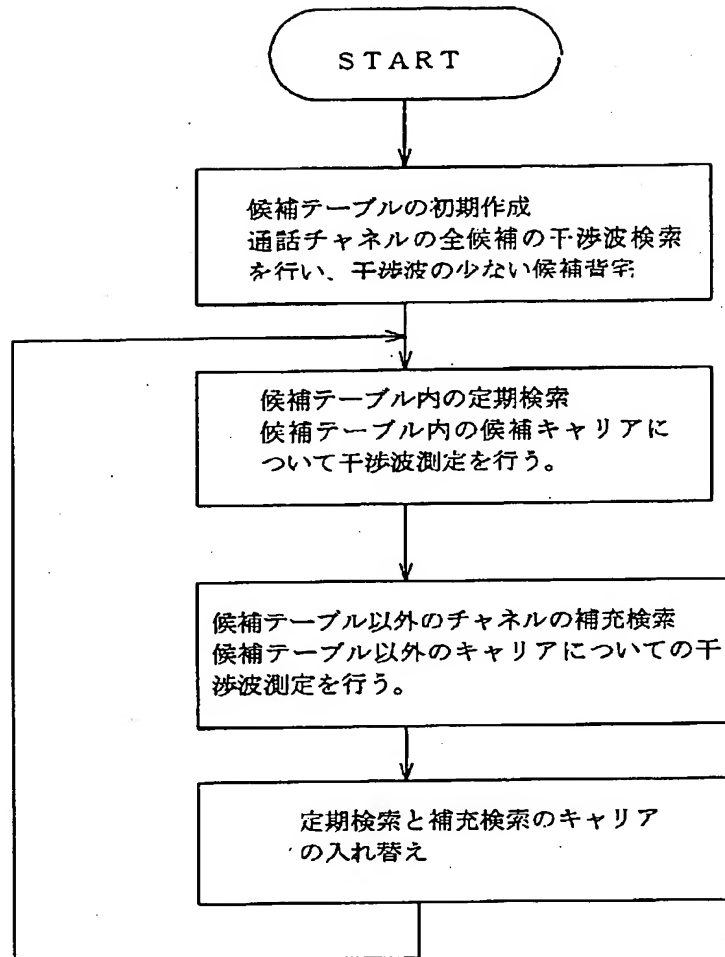 START
候補テーブルの初期作成
通話チャネルの全候補の干渉波検索
を行い、干渉波の少ない候補背宅
候補テーブル内の定期検索
候補テーブル内の候補キャリアに
ついて干渉波測定を行う。
候補テーブル以外のチャネルの補充検索
候補テーブル以外のキャリアについての干
渉波測定を行う。
定期検索と補充検索のキャリア
の入れ替え